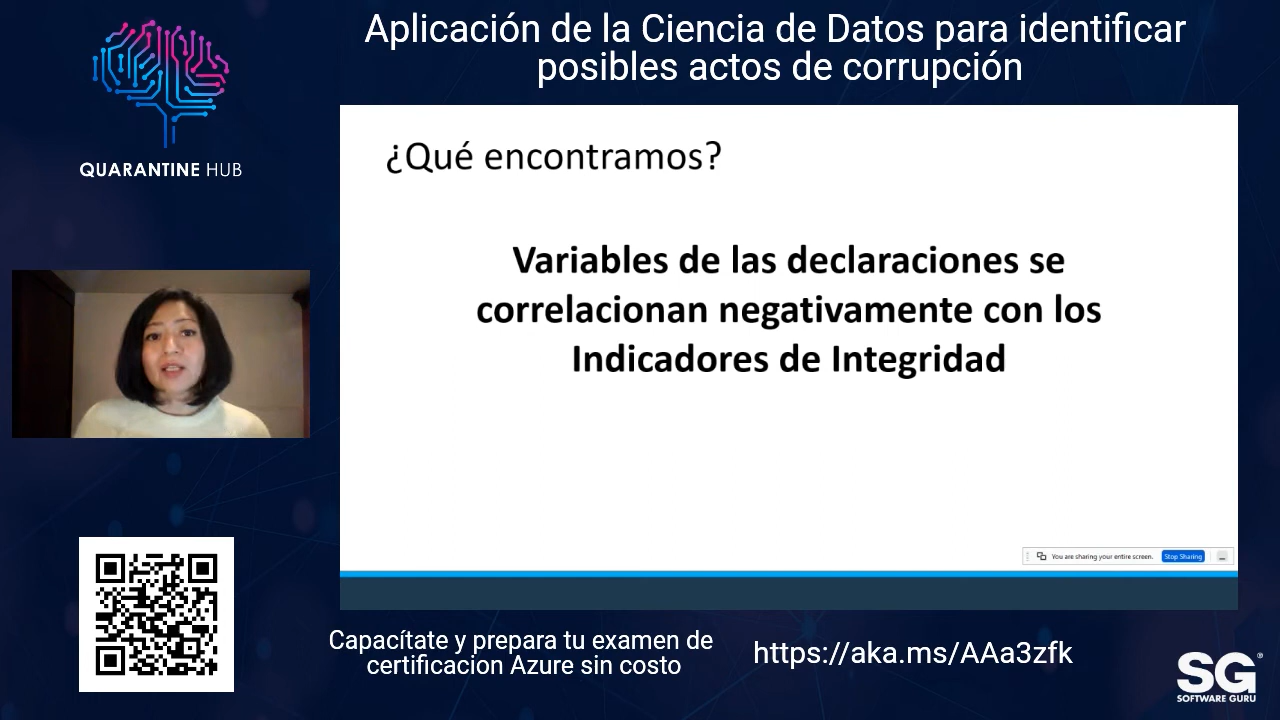 Aplicación de la Ciencia de Datos para identificar
posibles actos de corrupción
QUARANTINE HUB
¿Qué encontramos?
Variables de las declaraciones se
correlacionan negativamente con los
Indicadores de Integridad
You are sharing your entire screen.
Stop Sharing
Capacítate y prepara tu examen de
certificacion Azure sin costo
https://aka.ms/AAa3zfk
SG®
SOFTWARE GURU